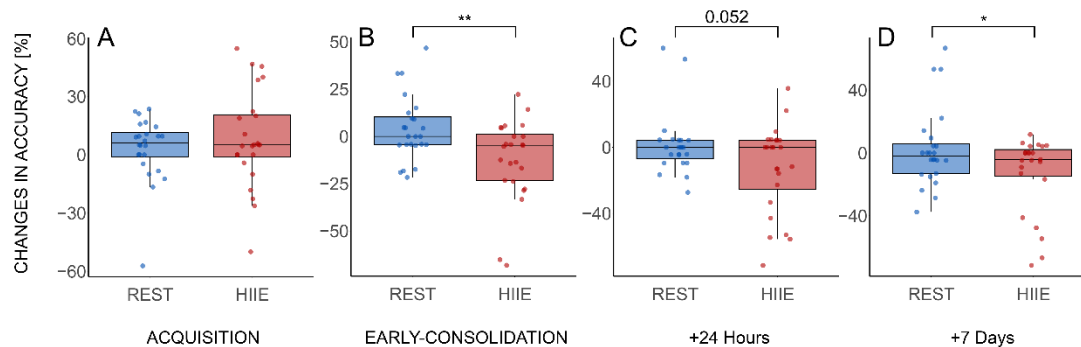 CHANGES IN ACCURACY [%]
A
60
30
0
−30
−60
REST HIIE
ACQUISITION
B
**
50
25
0
−25
−50
REST HIIE
EARLY-CONSOLIDATION
C
0.052
40
0
−40
REST HIIE
+24 Hours
D
*
40
0
−40
REST HIIE
+7 Days